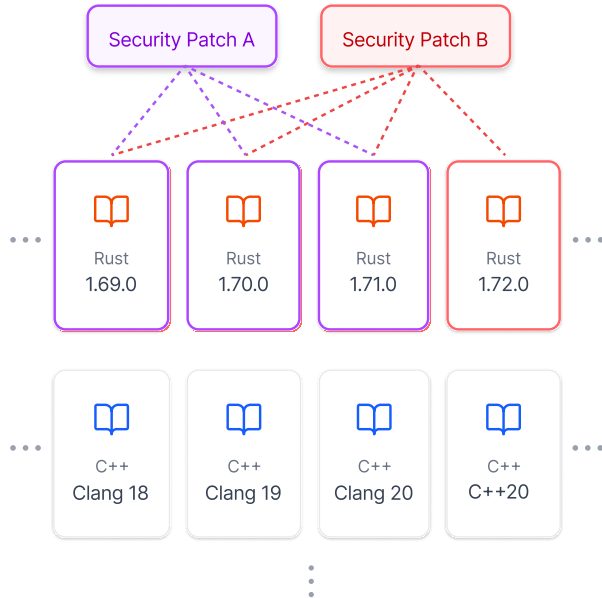 Security Patch A
Security Patch B
Rust
1.69.0
Rust
1.70.0
Rust
1.71.0
Rust
1.72.0
C++
Clang 18
C++
Clang 19
C++
Clang 20
C++
C++20